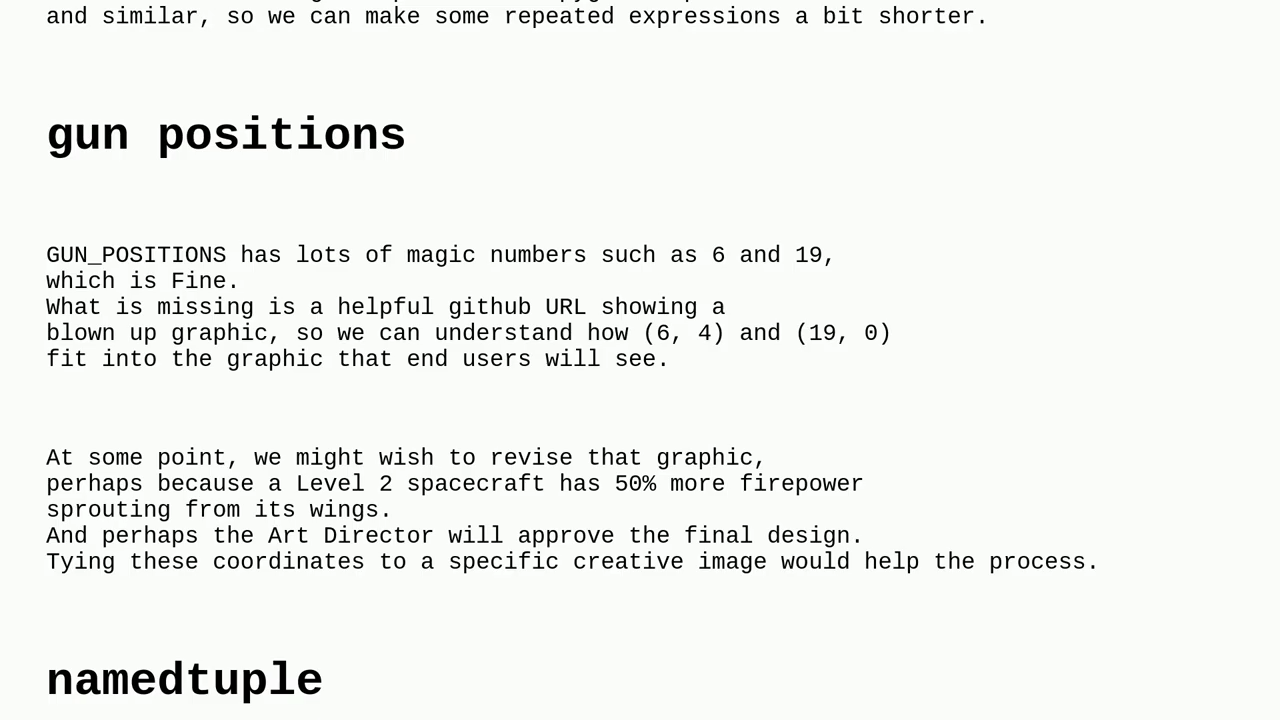 and similar, so we can make some repeated expressions a bit shorter.
gun positions
GUN_POSITIONS has lots of magic numbers such as 6 and 19,
which is Fine.
What is missing is a helpful github URL showing a
blown up graphic, so we can understand how (6, 4) and (19, 0)
fit into the graphic that end users will see.
At some point, we might wish to revise that graphic,
perhaps because a Level 2 spacecraft has 50% more firepower
sprouting from its wings.
And perhaps the Art Director will approve the final design.
Tying these coordinates to a specific creative image would help the process.
namedtuple